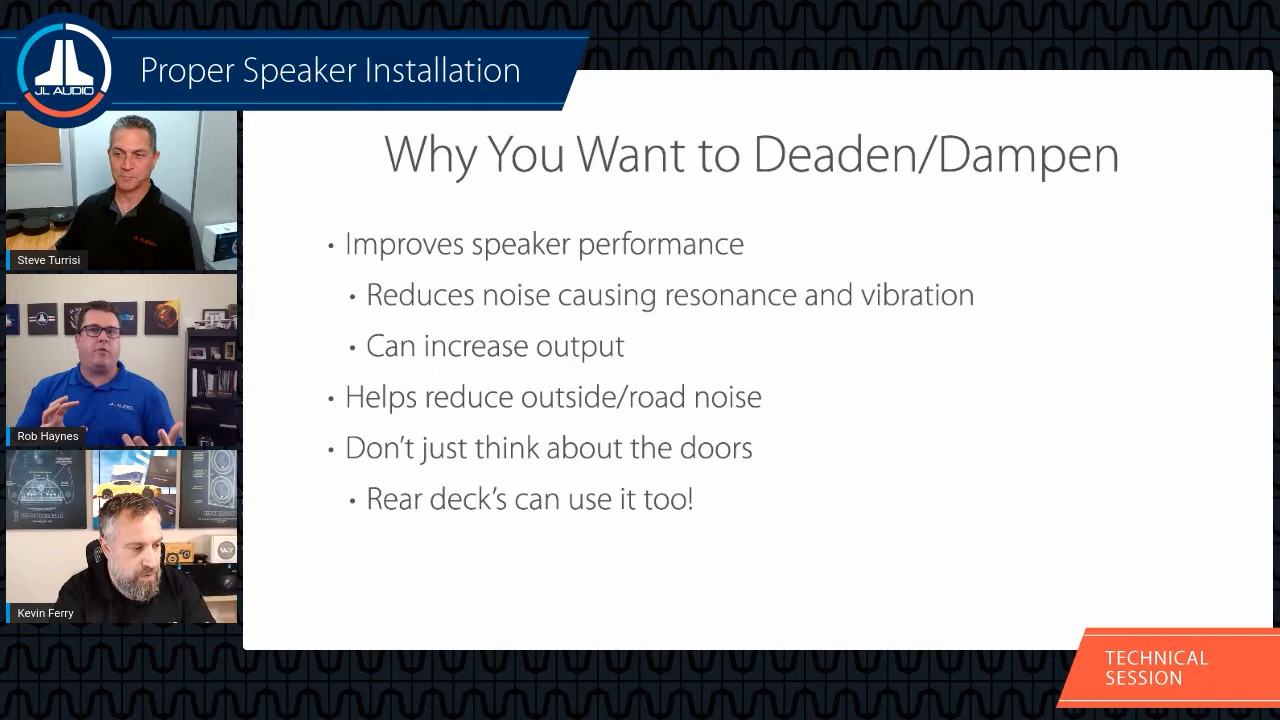 JL AUDIO
Proper Speaker Installation
Why You Want to Deaden/Dampen
• Improves speaker performance
• Reduces noise causing resonance and vibration
• Can increase output
• Helps reduce outside/road noise
• Don't just think about the doors
• Rear deck's can use it too!
Steve Turrisi
Rob Haynes
JL AUDIO
Kevin Ferry
TECHNICAL
SESSION